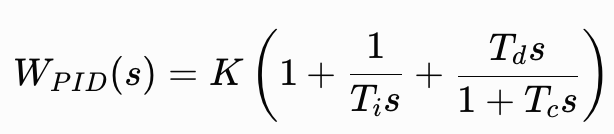 $W_{PID}(s) = K\left(1 + \frac{1}{T_i s} + \frac{T_d s}{1 + T_c s}\right)$